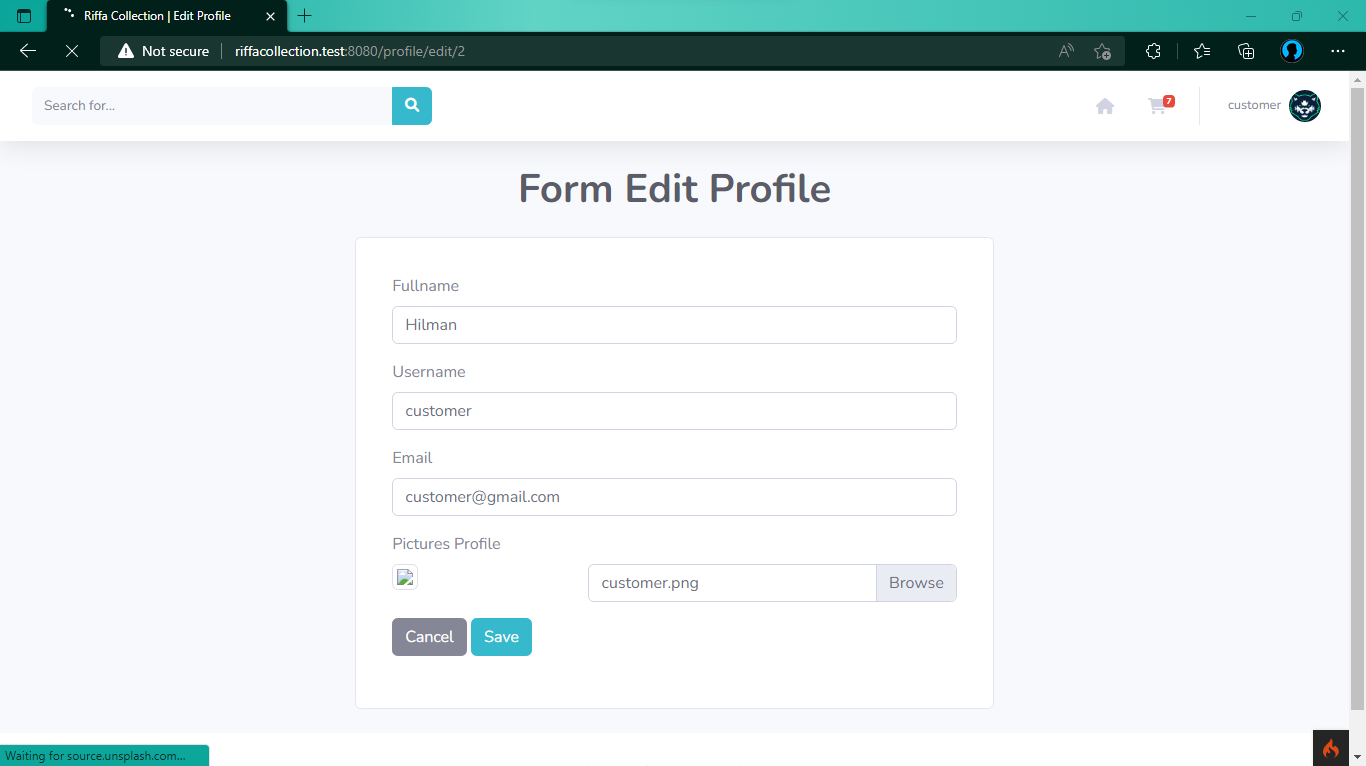 Riffa Collection | Edit Profile
Not secure riffacollection.test:8080/profile/edit/2
Search for...
7
customer
Form Edit Profile
Fullname
Hilman
Username
customer
Email
customer@gmail.com
Pictures Profile
customer.png Browse
Cancel Save
Waiting for source.unsplash.com...